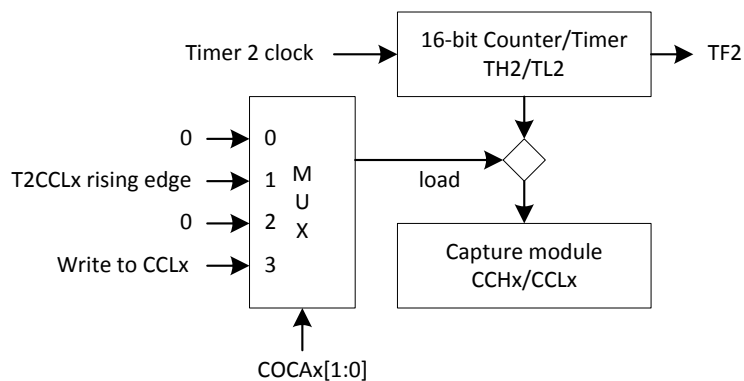 Timer 2 clock
16-bit Counter/Timer
TH2/TL2
TF2
0
0
T2CCLx rising edge
1
M
U
X
load
0
2
Write to CCLx
3
Capture module
CCHx/CCLx
COCAx[1:0]